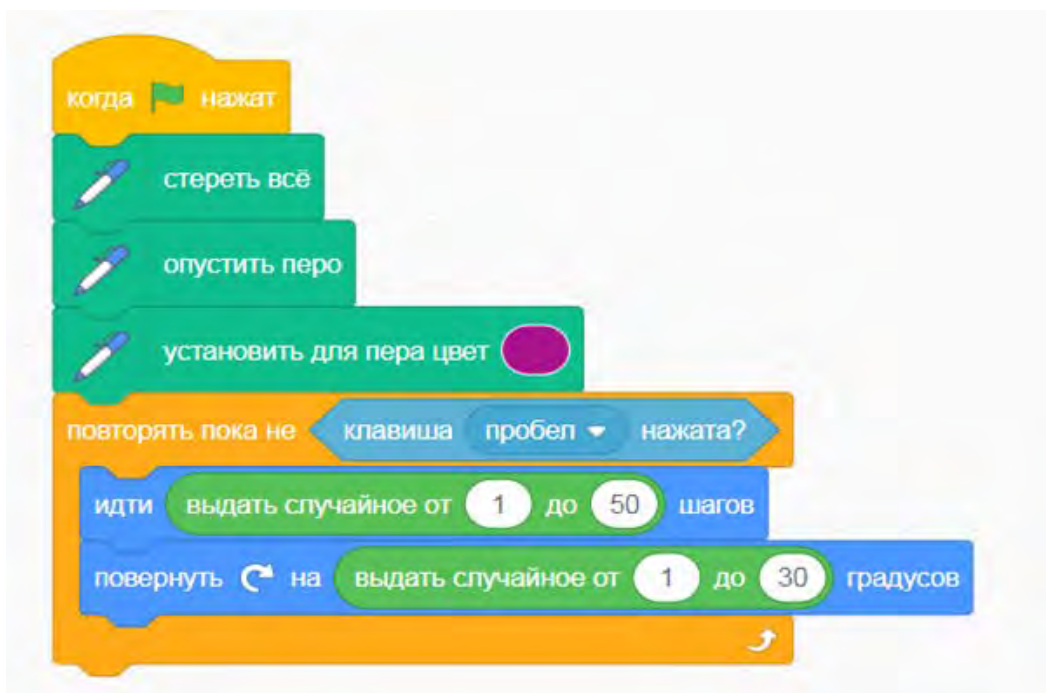 когда нажат
стереть всё
опустить перо
установить для пера цвет
повторять пока не клавиша пробел нажата?
идти выдать случайное от 1 до 50 шагов
повернуть на выдать случайное от 1 до 30 градусов